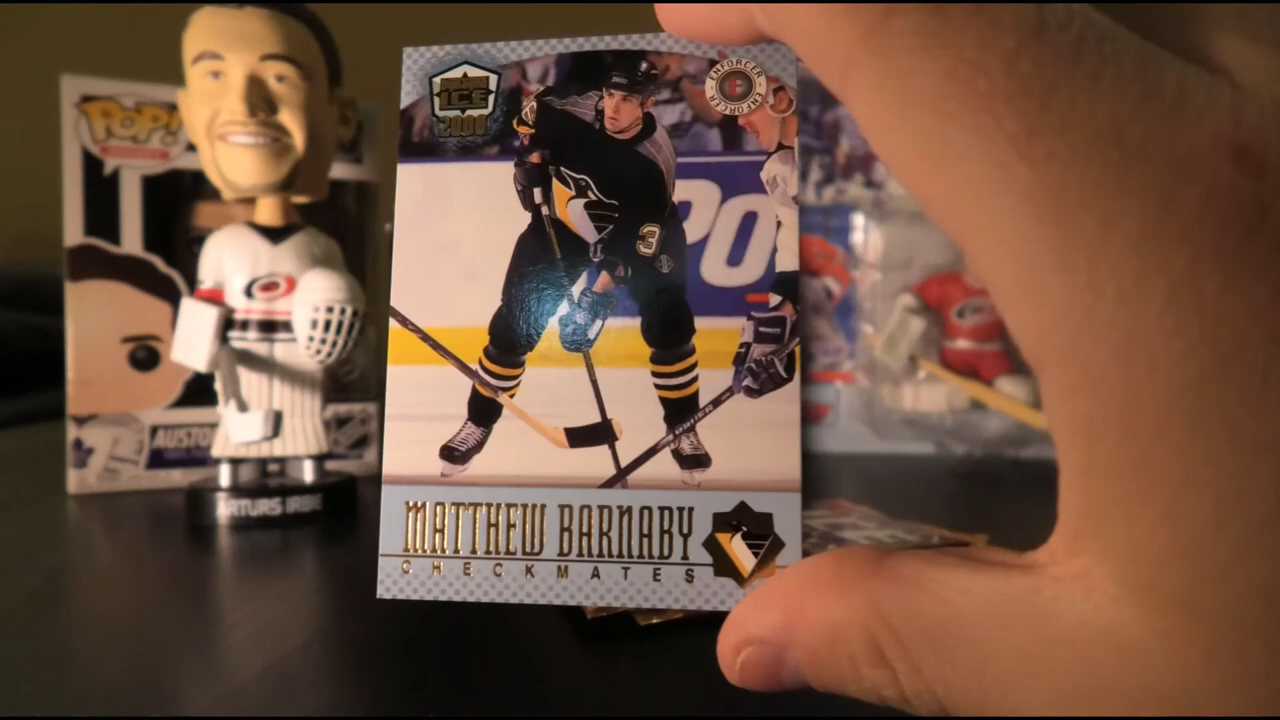 POP!
ICE
2000
ENFORCER
ENFORCER
PO
3
MATTHEW BARNABY
CHECKMATES
AUSTO
ARTURS IRBE